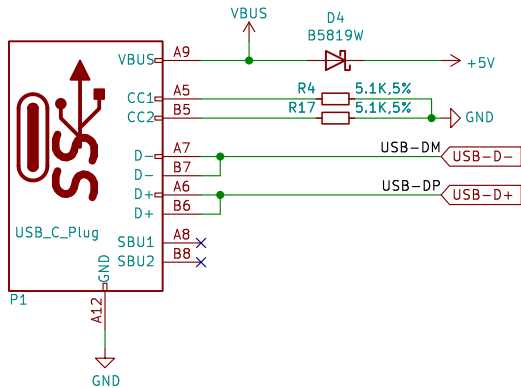 VBUS
D4
B5819W
VBUS
A9
+5V
CC1
A5
R4
5.1K,5%
CC2
B5
R17
5.1K,5%
GND
USB-DM
D-
A7
USB-D-
D-
B7
USB-DP
D+
A6
USB-D+
D+
B6
SS
USB_C_Plug
SBU1
A8
SBU2
B8
GND
P1
A12
GND